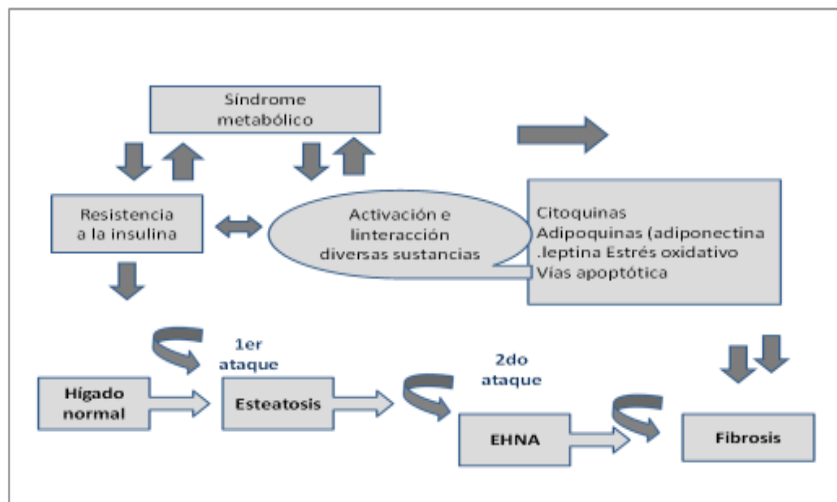 Síndrome
metabólico
Resistencia
a la insulina
Activación e
linteracción
diversas sustancias
Citoquinas
Adipoquinas (adiponectina
.leptina Estrés oxidativo
Vías apoptótica
1er
ataque
2do
ataque
Hígado
normal
Esteatosis
EHNA
Fibrosis